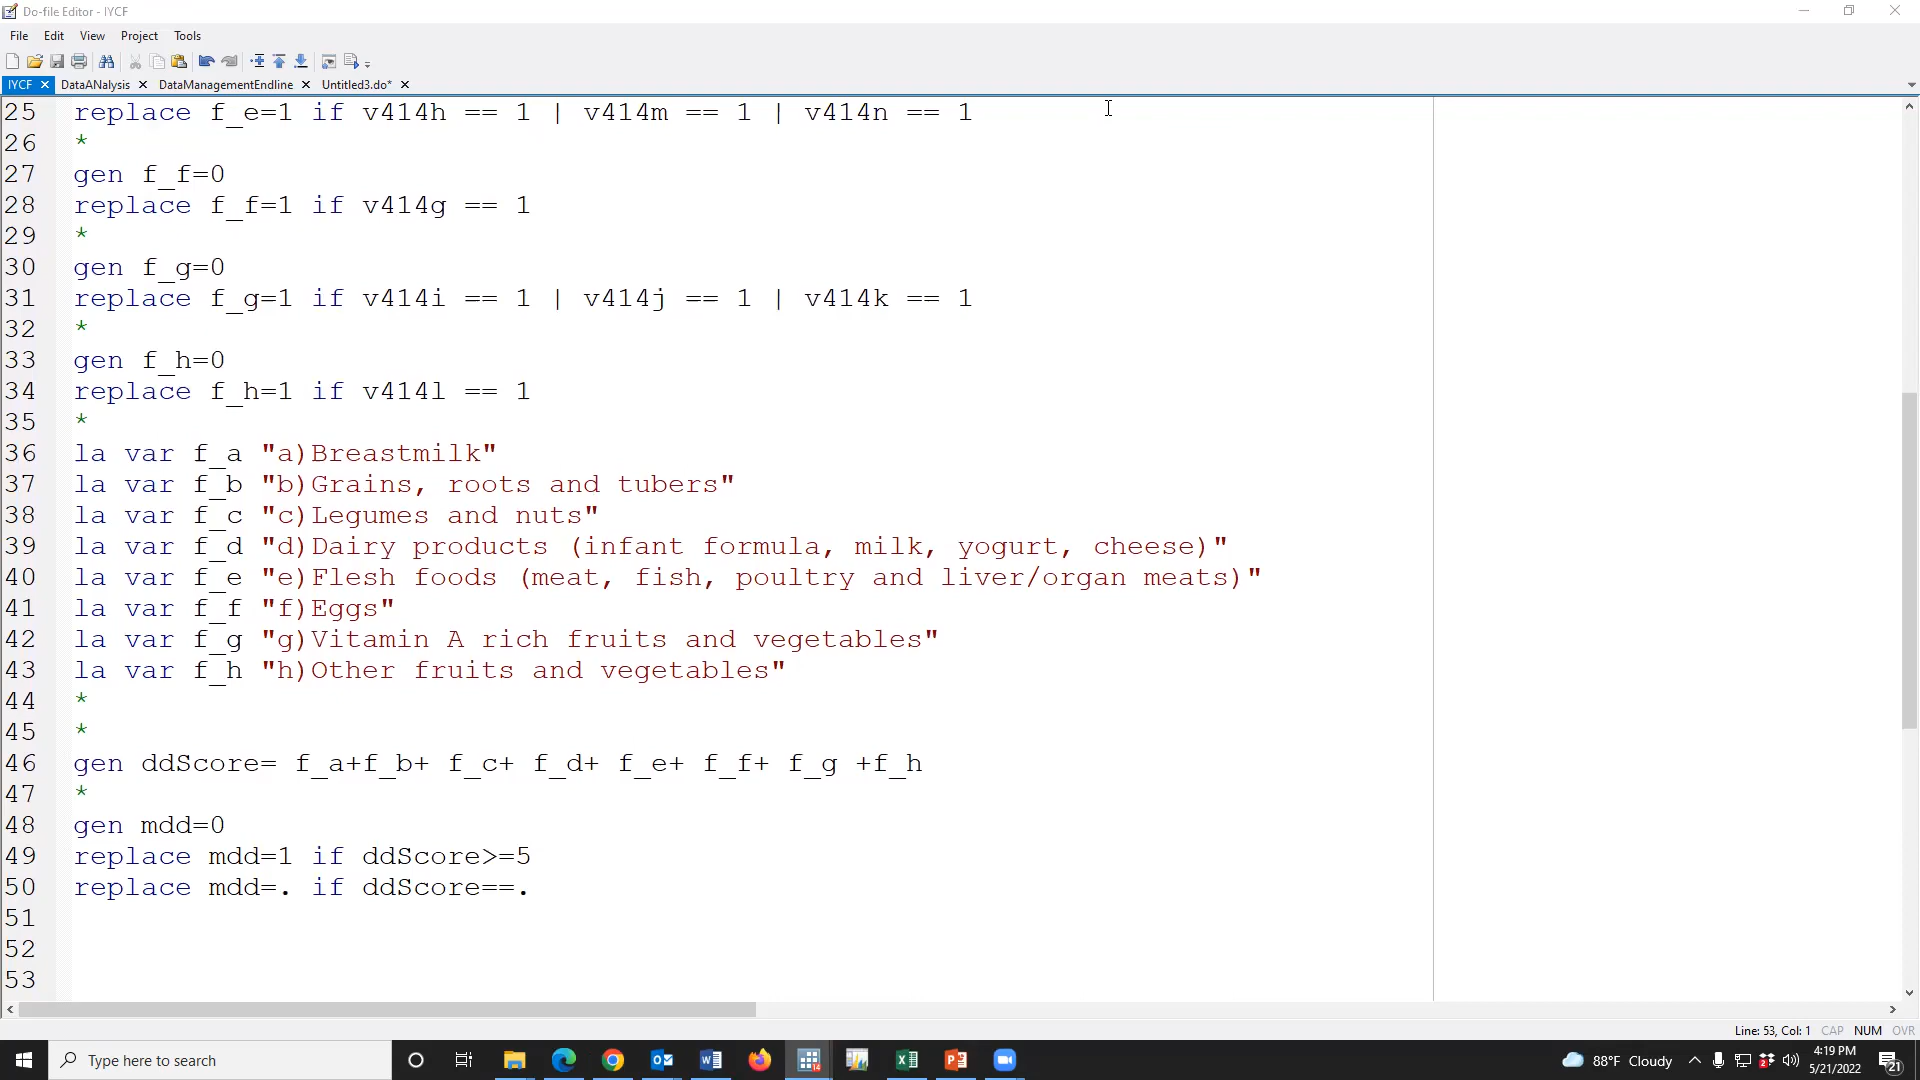 Do-file Editor - IYCF
File Edit View Project Tools
IYCF DataANalysis DataManagementEndline Untitled3.do*
25 replace f_e=1 if v414h == 1 | v414m == 1 | v414n == 1
26 *
27 gen f_f=0
28 replace f_f=1 if v414g == 1
29 *
30 gen f_g=0
31 replace f_g=1 if v414i == 1 | v414j == 1 | v414k == 1
32 *
33 gen f_h=0
34 replace f_h=1 if v414l == 1
35 *
36 la var f_a "a)Breastmilk"
37 la var f_b "b)Grains, roots and tubers"
38 la var f_c "c)Legumes and nuts"
39 la var f_d "d)Dairy products (infant formula, milk, yogurt, cheese)"
40 la var f_e "e)Flesh foods (meat, fish, poultry and liver/organ meats)"
41 la var f_f "f)Eggs"
42 la var f_g "g)Vitamin A rich fruits and vegetables"
43 la var f_h "h)Other fruits and vegetables"
44 *
45 *
46 gen ddScore= f_a+f_b+ f_c+ f_d+ f_e+ f_f+ f_g +f_h
47 *
48 gen mdd=0
49 replace mdd=1 if ddScore>=5
50 replace mdd=. if ddScore==.
51
52
53
Line: 53, Col: 1 CAP NUM OVR
Type here to search
88°F Cloudy
4:19 PM
5/21/2022
21